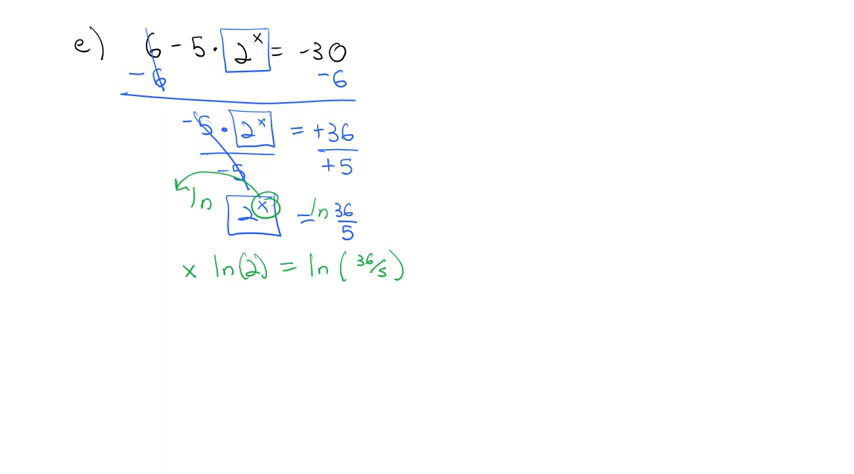 e) 6 - 5 · 2^x = -30
-6 -6
-5 · 2^x = +36
-5 +5
ln 2^x = ln 36/5
x ln(2) = ln(36/5)